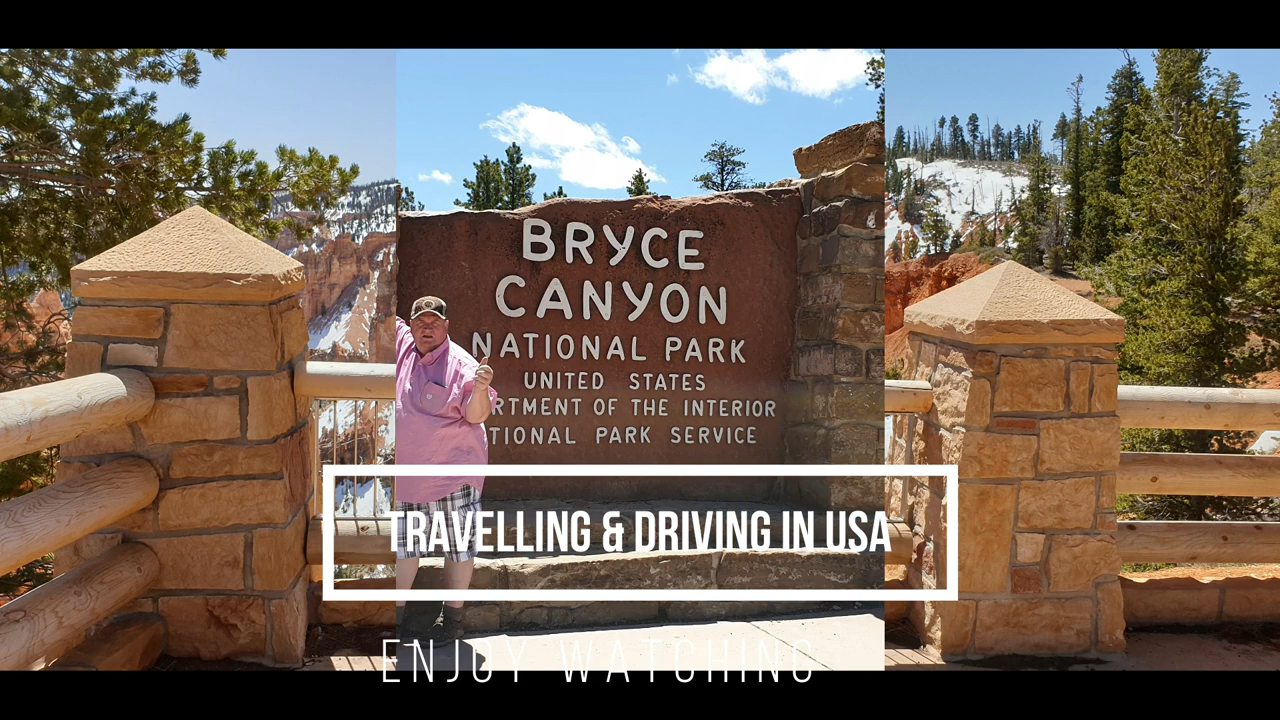 BRYCE
CANYON
NATIONAL PARK
UNITED STATES
RTMENT OF THE INTERIOR
TIONAL PARK SERVICE
TRAVELLING & DRIVING IN USA
ENJOY WATCHING